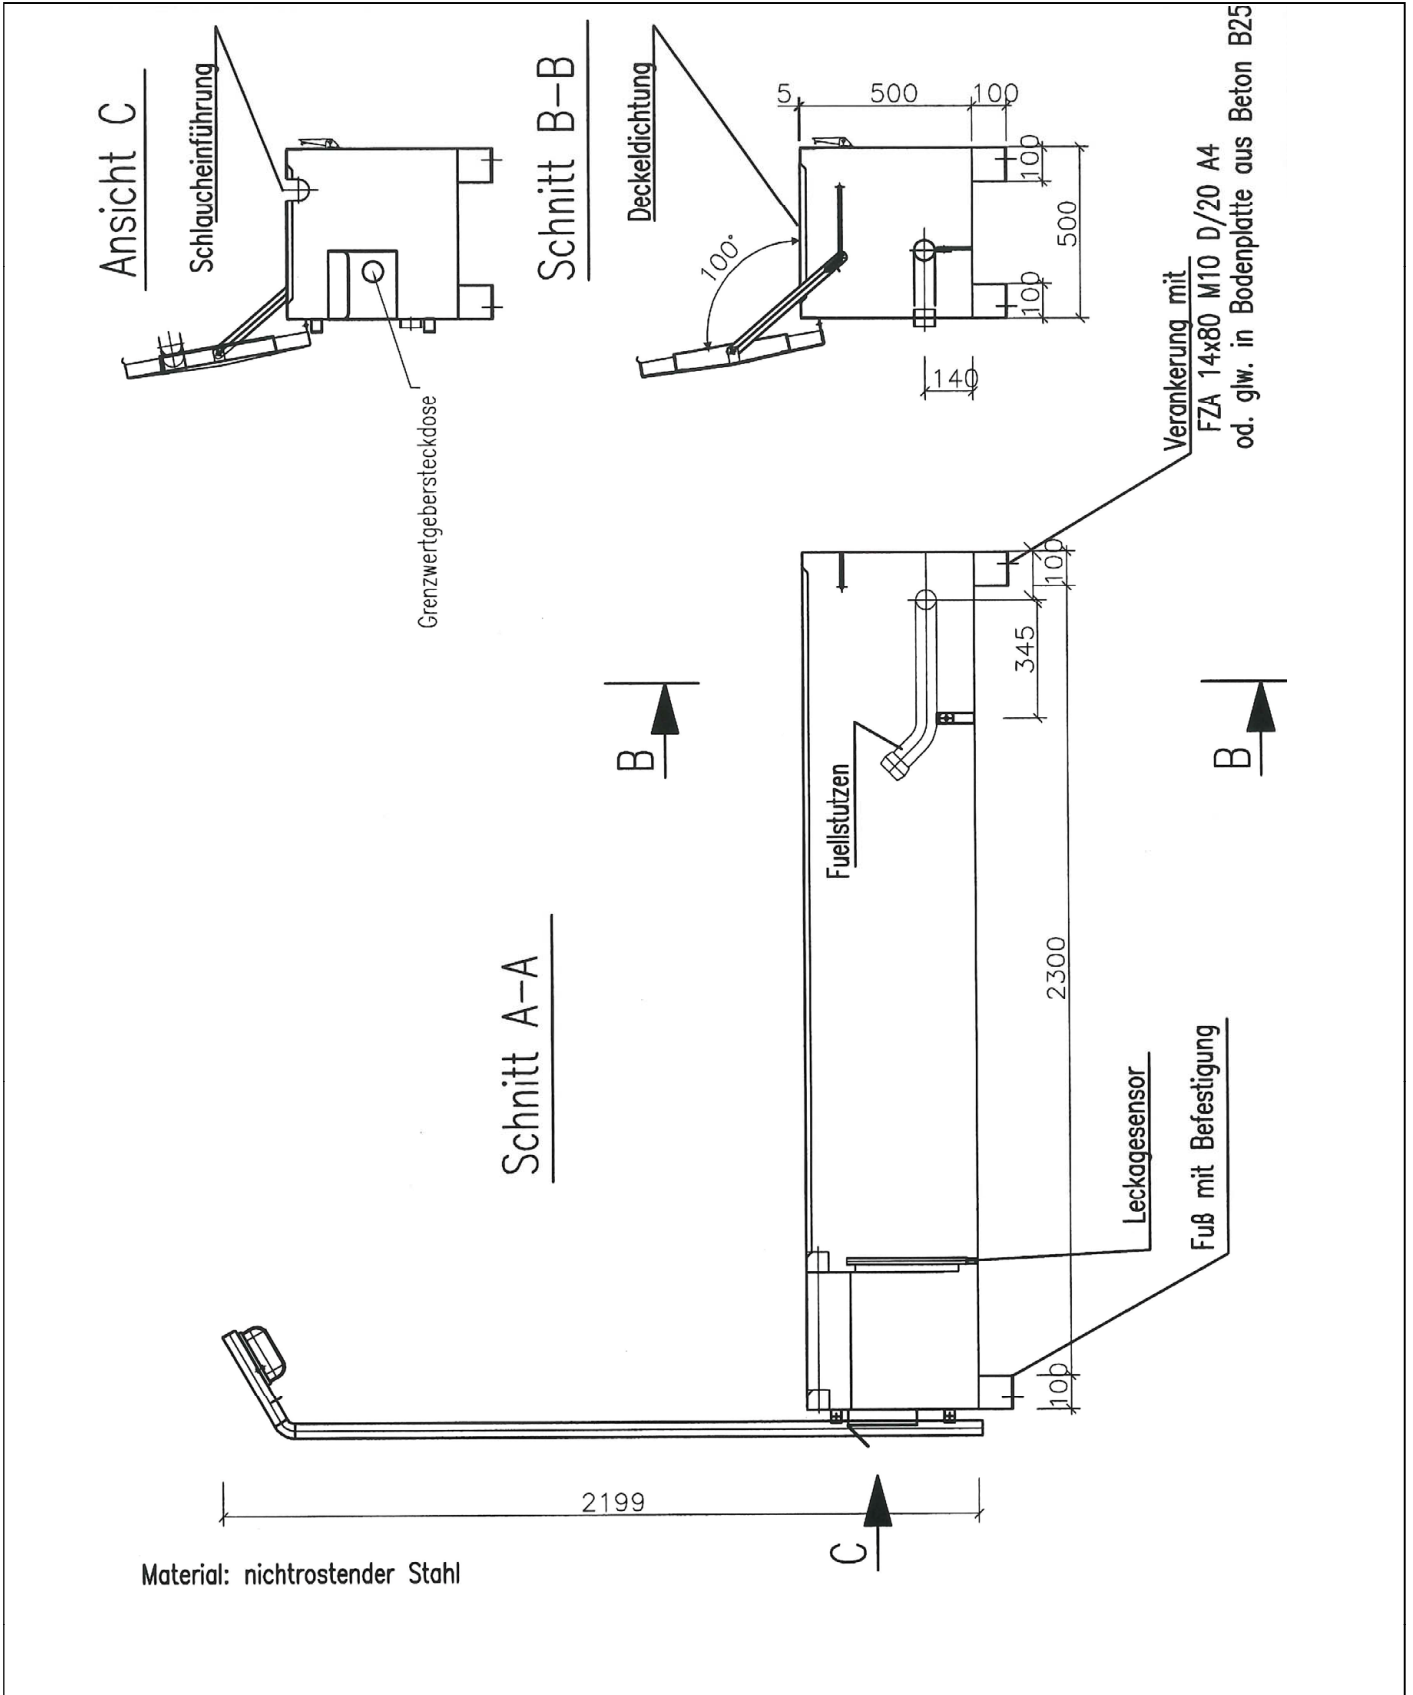 Ansicht C
Schlaucheinführung
Grenzwertgebersteckdose
Schnitt B-B
Deckeldichtung
5
500
100
100
500
100
100°
140
Verankerung mit
FZA 14x80 M10 D/20 A4
od. glw. in Bodenplatte aus Beton B25
Schnitt A-A
B
B
Fuellstutzen
100
345
2300
100
Leckagesensor
Fuß mit Befestigung
2199
C
Material: nichtrostender Stahl